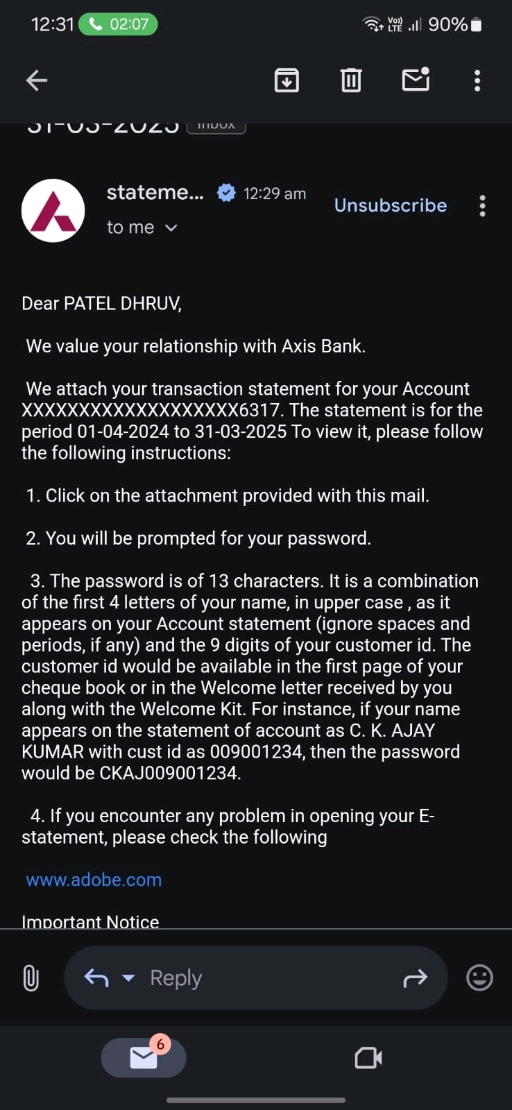 12:31 02:07 Vo)) LTE 90%
31-03-2025 Inbox
stateme... 12:29 am Unsubscribe
to me
Dear PATEL DHRUV,
We value your relationship with Axis Bank.
We attach your transaction statement for your Account
XXXXXXXXXXXXXXXXXXX6317. The statement is for the
period 01-04-2024 to 31-03-2025 To view it, please follow
the following instructions:
1. Click on the attachment provided with this mail.
2. You will be prompted for your password.
3. The password is of 13 characters. It is a combination
of the first 4 letters of your name, in upper case , as it
appears on your Account statement (ignore spaces and
periods, if any) and the 9 digits of your customer id. The
customer id would be available in the first page of your
cheque book or in the Welcome letter received by you
along with the Welcome Kit. For instance, if your name
appears on the statement of account as C. K. AJAY
KUMAR with cust id as 009001234, then the password
would be CKAJ009001234.
4. If you encounter any problem in opening your E-
statement, please check the following
www.adobe.com
Important Notice
Reply
6